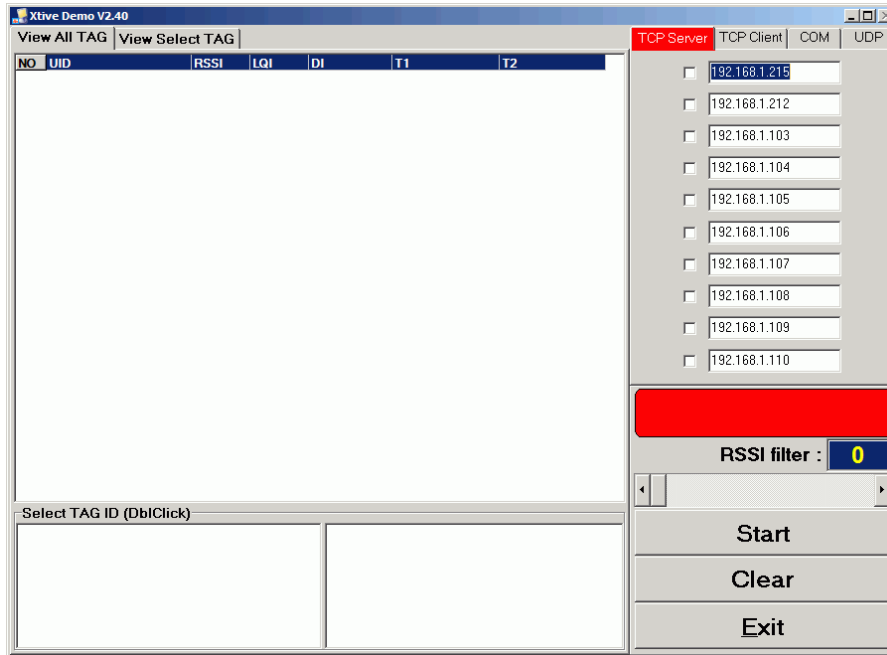 Xtive Demo V2.40
View All TAG View Select TAG
TCP Server TCP Client COM UDP
NO UID RSSI LQI DI T1 T2
192.168.1.215
192.168.1.212
192.168.1.103
192.168.1.104
192.168.1.105
192.168.1.106
192.168.1.107
192.168.1.108
192.168.1.109
192.168.1.110
RSSI filter : 0
Select TAG ID (DblClick)
Start
Clear
Exit